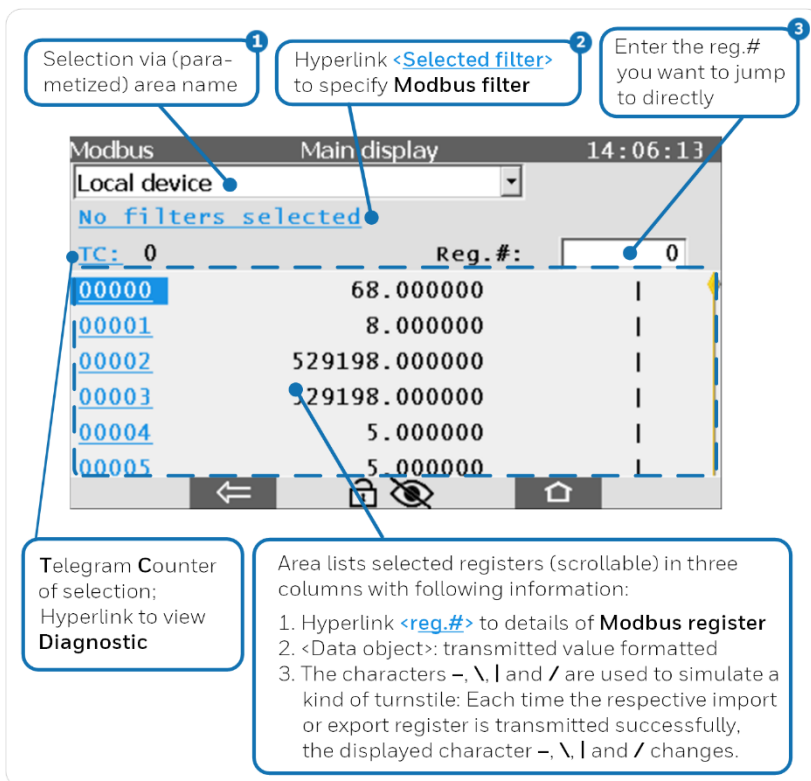 1
Selection via (para-
metized) area name
2
Hyperlink <Selected filter>
to specify Modbus filter
3
Enter the reg.#
you want to jump
to directly
Modbus Main display 14:06:13
Local device
No filters selected
TC: 0 Reg.#: 0
00000 68.000000 |
00001 8.000000 |
00002 529198.000000 |
00003 529198.000000 |
00004 5.000000 |
00005 5.000000
Telegram Counter
of selection;
Hyperlink to view
Diagnostic
Area lists selected registers (scrollable) in three
columns with following information:
1. Hyperlink <reg.#> to details of Modbus register
2. <Data object>: transmitted value formatted
3. The characters –, \, | and / are used to simulate a
kind of turnstile: Each time the respective import
or export register is transmitted successfully,
the displayed character –, \, | and / changes.